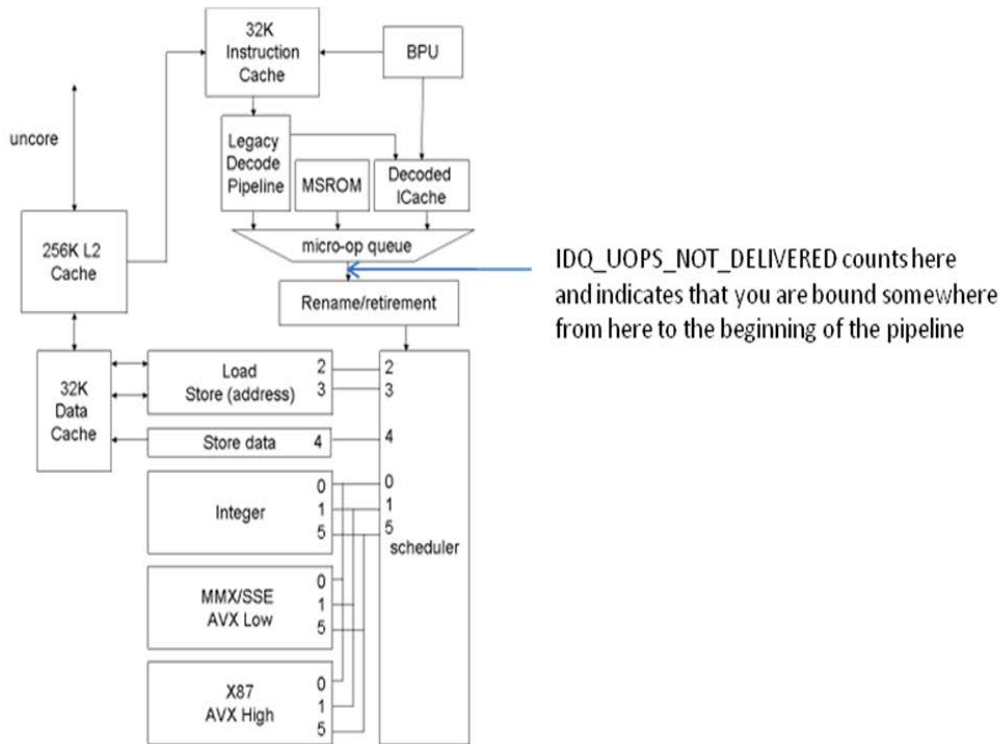 32K
Instruction
Cache
BPU
uncore
Legacy
Decode
Pipeline
MSROM
Decoded
ICache
256K L2
Cache
micro-op queue
IDQ_UOPS_NOT_DELIVERED counts here
and indicates that you are bound somewhere
from here to the beginning of the pipeline
Rename/retirement
32K
Data
Cache
Load
Store (address)
2
3
2
3
Store data
4
4
Integer
0
1
5
0
1
5
scheduler
MMX/SSE
AVX Low
0
1
5
X87
AVX High
0
1
5